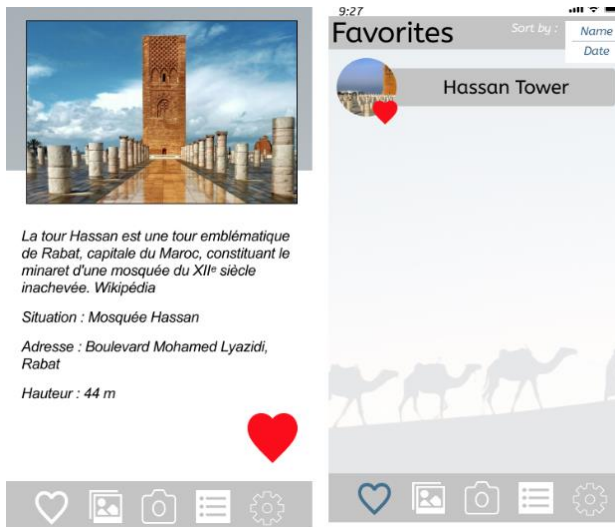 La tour Hassan est une tour emblématique
de Rabat, capitale du Maroc, constituant le
minaret d'une mosquée du XIIᵉ siècle
inachevée. Wikipédia
Situation : Mosquée Hassan
Adresse : Boulevard Mohamed Lyazidi,
Rabat
Hauteur : 44 m
9:27
Favorites
Sort by :
Name
Date
Hassan Tower